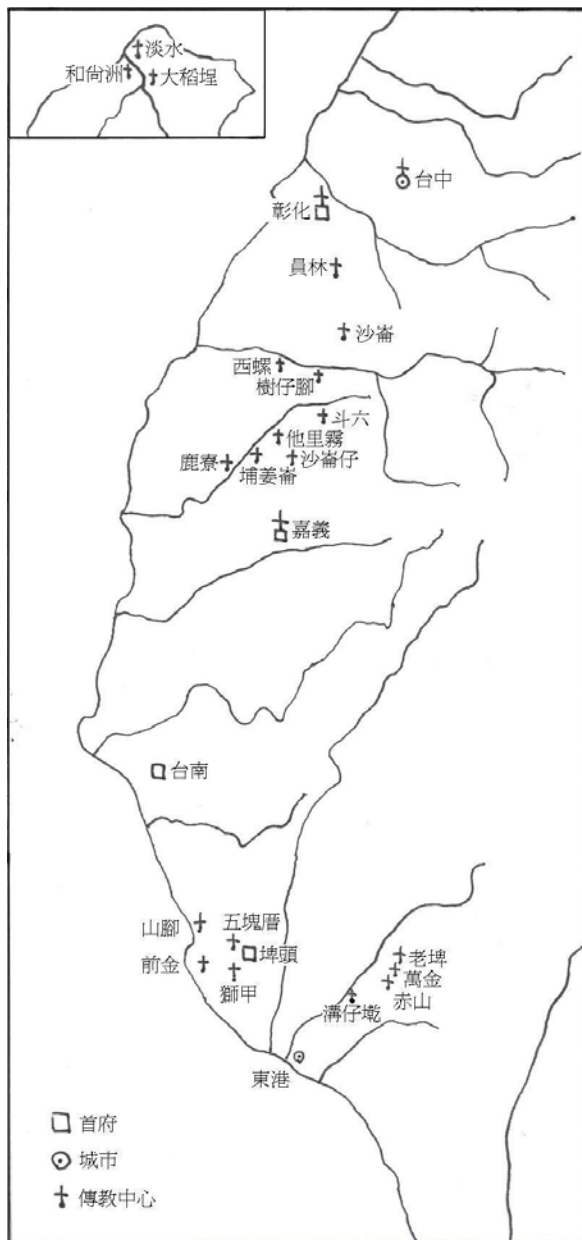 淡水
和尚洲
大稻埕
台中
彰化
員林
沙崙
西螺
樹仔腳
斗六
他里霧
鹿寮
埔姜崙
沙崙仔
嘉義
台南
山腳
五塊厝
前金
埤頭
獅甲
老埤
萬金
赤山
溝仔墘
東港
首府
城市
傳教中心